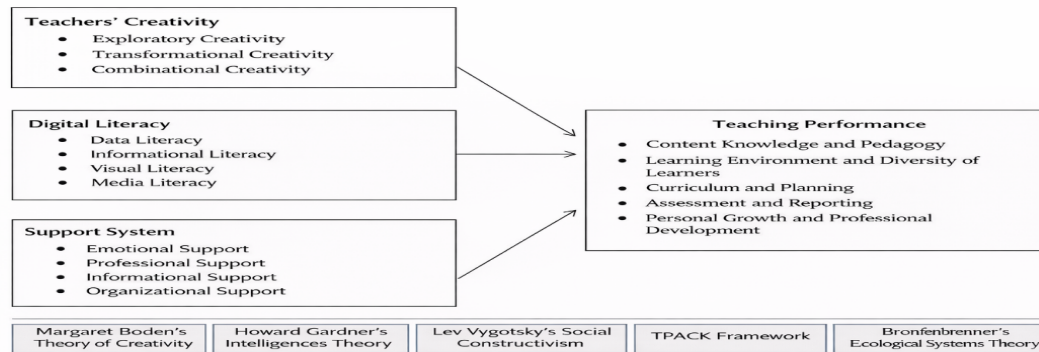 Teachers’ Creativity
• Exploratory Creativity
• Transformational Creativity
• Combinational Creativity
Digital Literacy
• Data Literacy
• Informational Literacy
• Visual Literacy
• Media Literacy
Support System
• Emotional Support
• Professional Support
• Informational Support
• Organizational Support
Teaching Performance
• Content Knowledge and Pedagogy
• Learning Environment and Diversity of
Learners
• Curriculum and Planning
• Assessment and Reporting
• Personal Growth and Professional
Development
Margaret Boden’s
Theory of Creativity
Howard Gardner’s
Intelligences Theory
Lev Vygotsky’s Social
Constructivism
TPACK Framework
Bronfenbrenner’s
Ecological Systems Theory